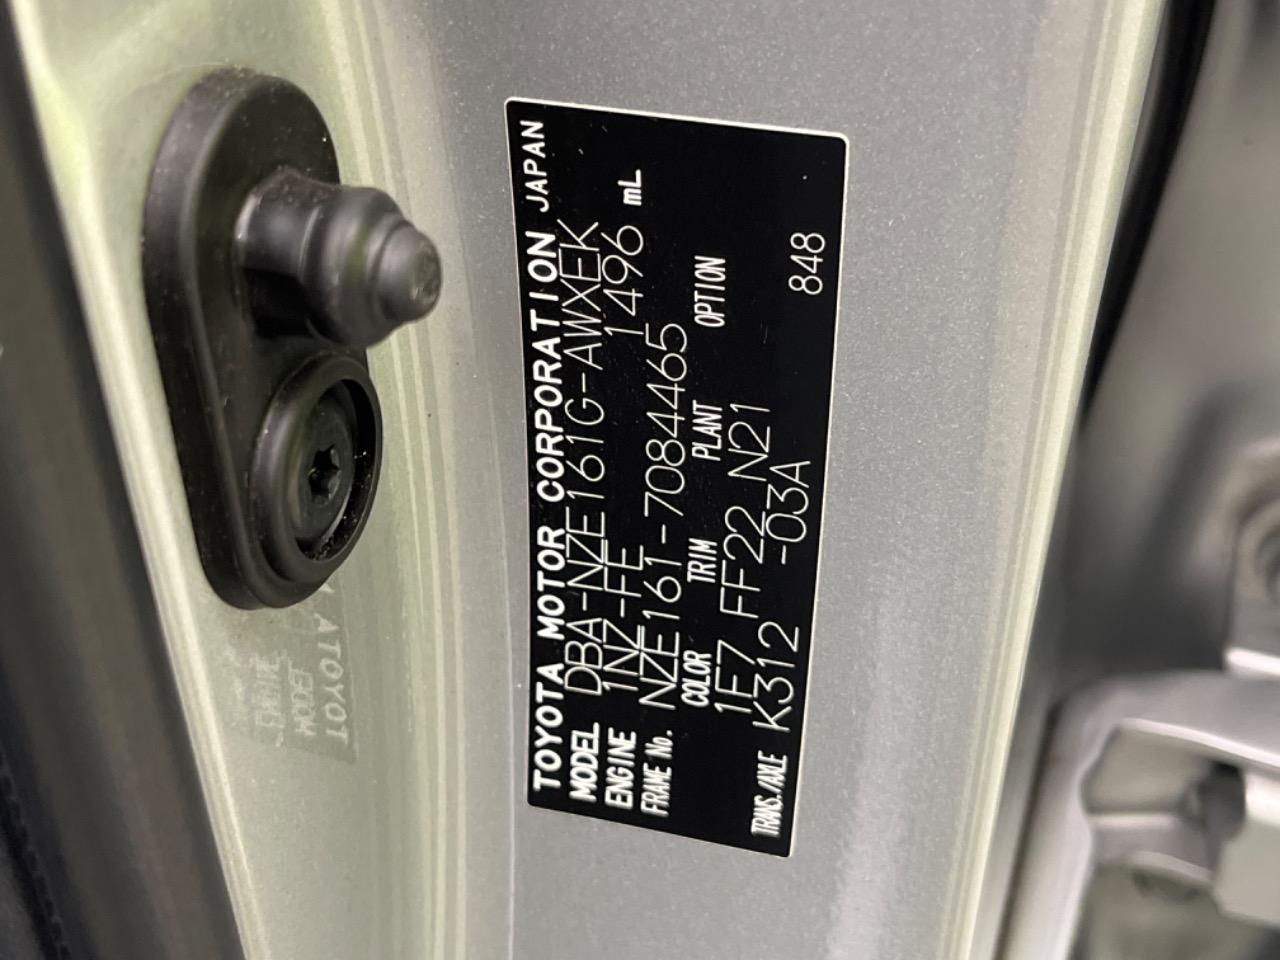 TOYOTA MOTOR CORPORATION JAPAN
MODEL DBA-NZE161G-AWXEK
ENGINE 1NZ-FE 1496 mL
FRAME No. NZE161-7084465
COLOR TRIM PLANT OPTION
1F7 FF22 N21
TRANS./AXLE K312 -03A 848